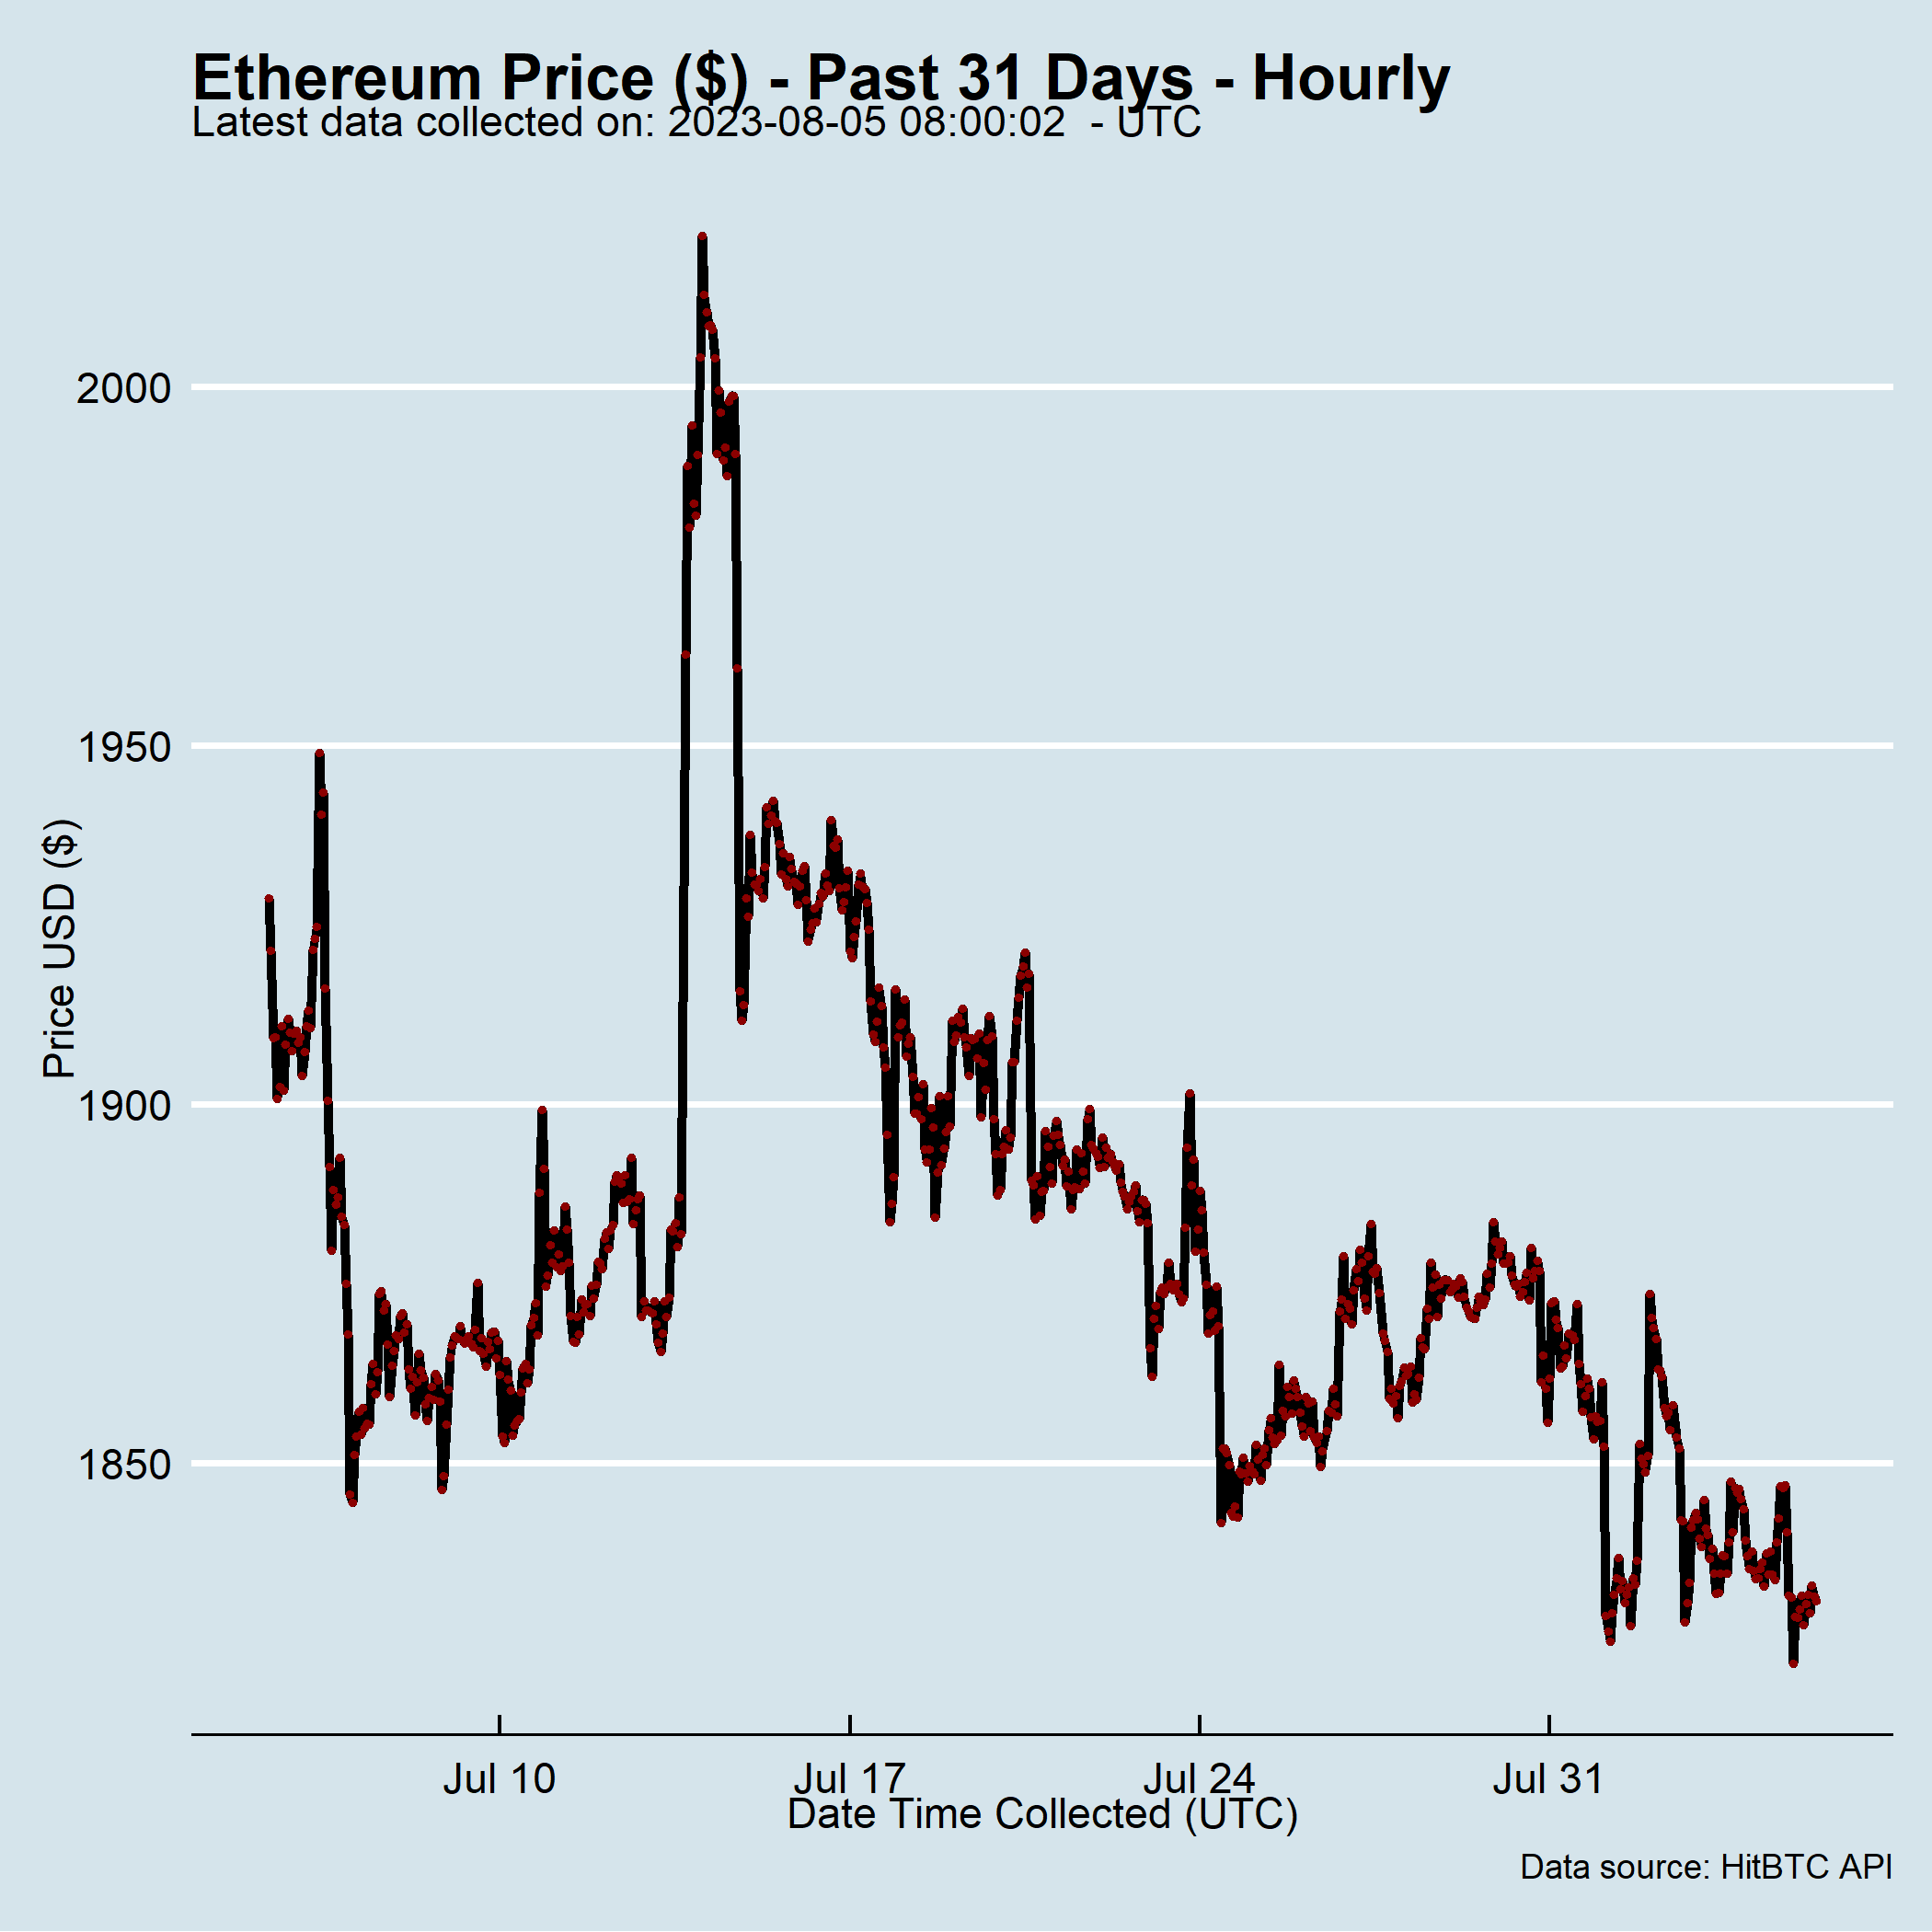 Ethereum Price ($) - Past 31 Days - Hourly
Latest data collected on: 2023-08-05 08:00:02  - UTC
2000
1950
1900
1850
Price USD ($)
Jul 10
Jul 17
Jul 24
Jul 31
Date Time Collected (UTC)
Data source: HitBTC API